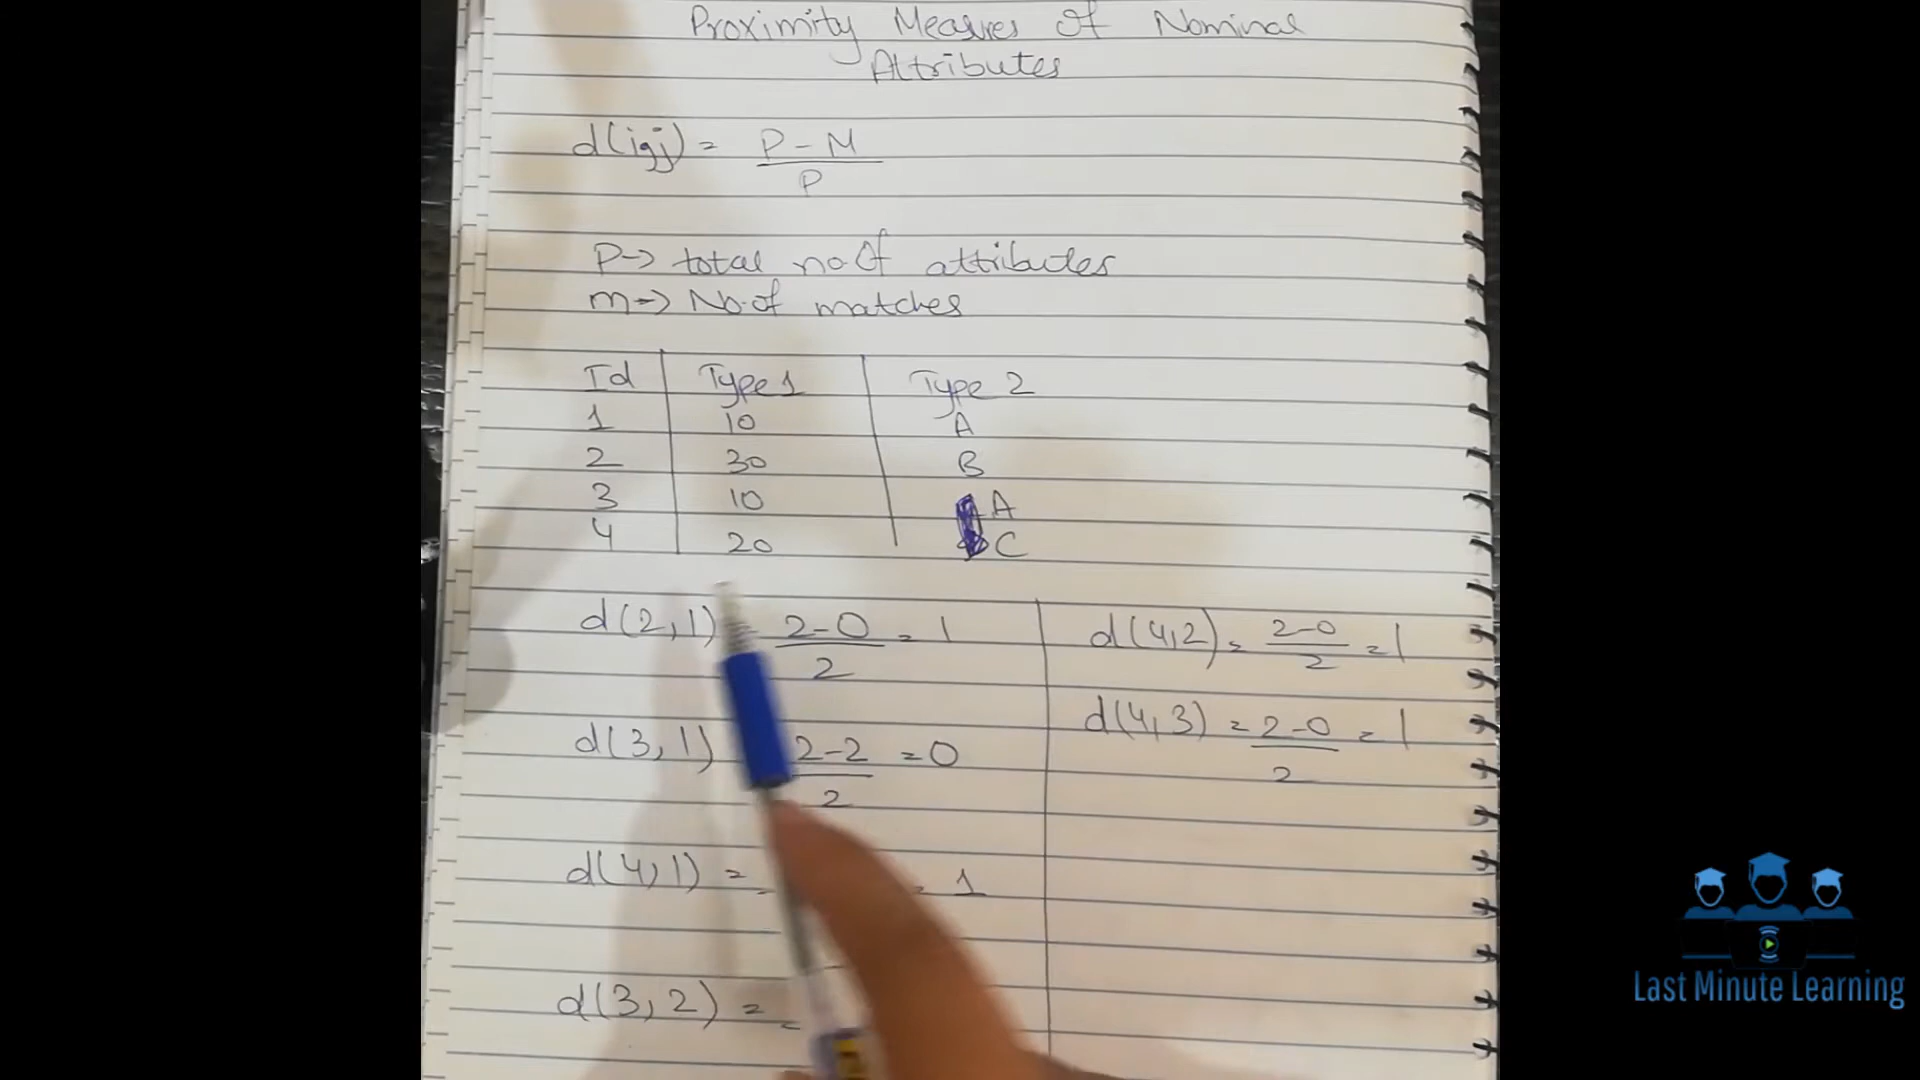 Proximity Measures Of Nominal
Attributes
d(i,j) = P - M
P
P -> total no. of attributes
m -> No. of matches
Id Type 1 Type 2
1 10 A
2 30 B
3 10 A
4 20 C
d(2,1) = 2-0 = 1
2
d(3,1) 2-2 = 0
2
d(4,1) = = 1
d(3,2) =
d(4,2) = 2-0 = 1
2
d(4,3) = 2-0 = 1
2
Last Minute Learning